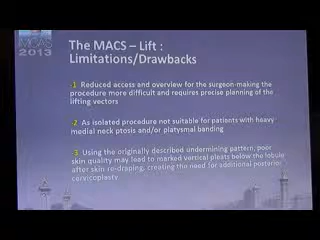 MCAS
2013
The MACS – Lift :
Limitations/Drawbacks
1 Reduced access and overview for the surgeon-making the
procedure more difficult and requires precise planning of the
lifting vectors
2 As isolated procedure not suitable for patients with heavy
medial neck ptosis and/or platysmal banding
3 Using the originally described undermining pattern, poor
skin quality may lead to marked vertical pleats below the lobule
after skin re-draping, creating the need for additional posterior
cervicoplasty